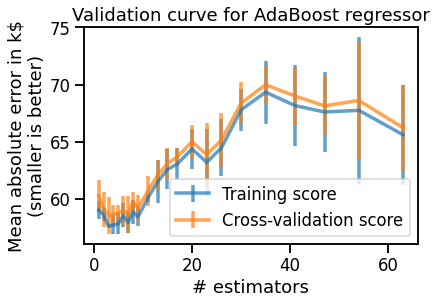 Validation curve for AdaBoost regressor
Mean absolute error in k$
(smaller is better)
75
70
65
60
Training score
Cross-validation score
0
20
40
60
# estimators